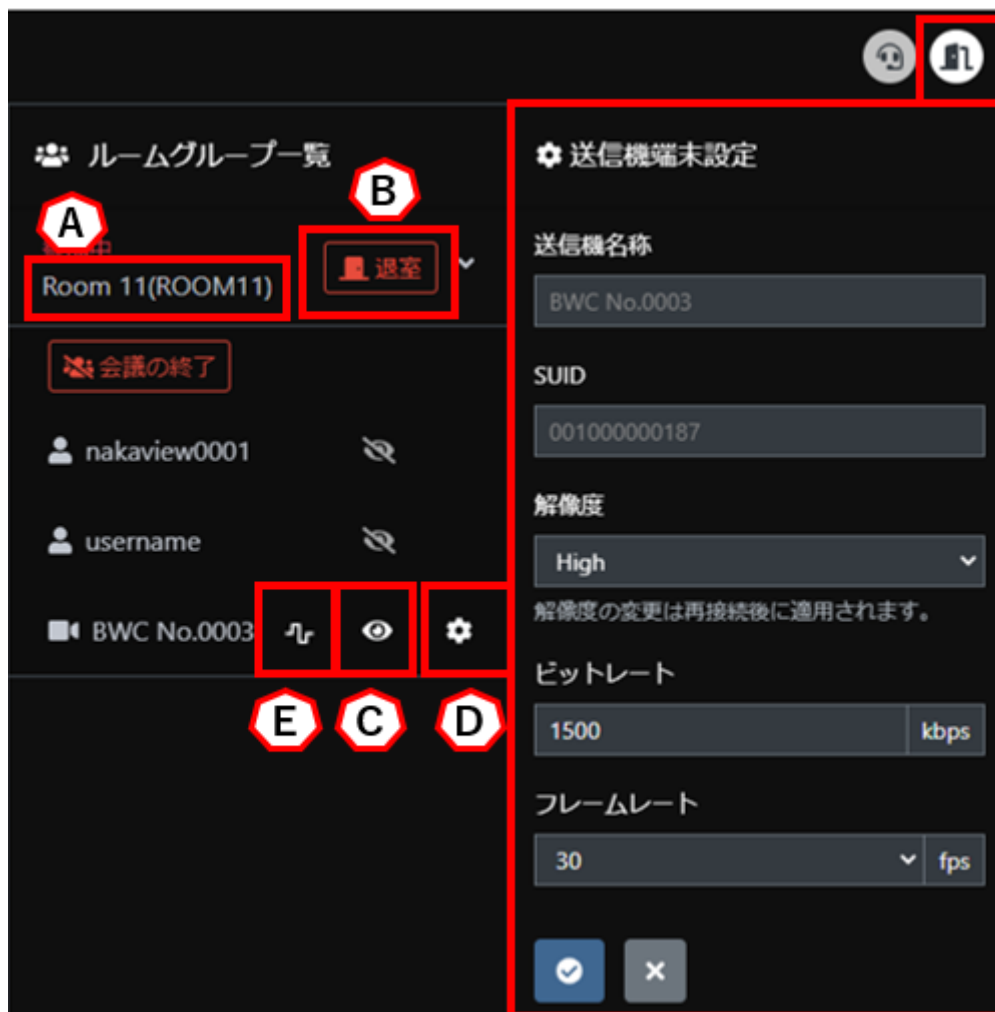 ルームグループ一覧
A
Room 11(ROOM11)
B
退室
会議の終了
nakaview0001
username
BWC No.0003
E
C
D
送信機端末設定
送信機名称
BWC No.0003
SUID
001000000187
解像度
High
解像度の変更は再接続後に適用されます。
ビットレート
1500
kbps
フレームレート
30
fps